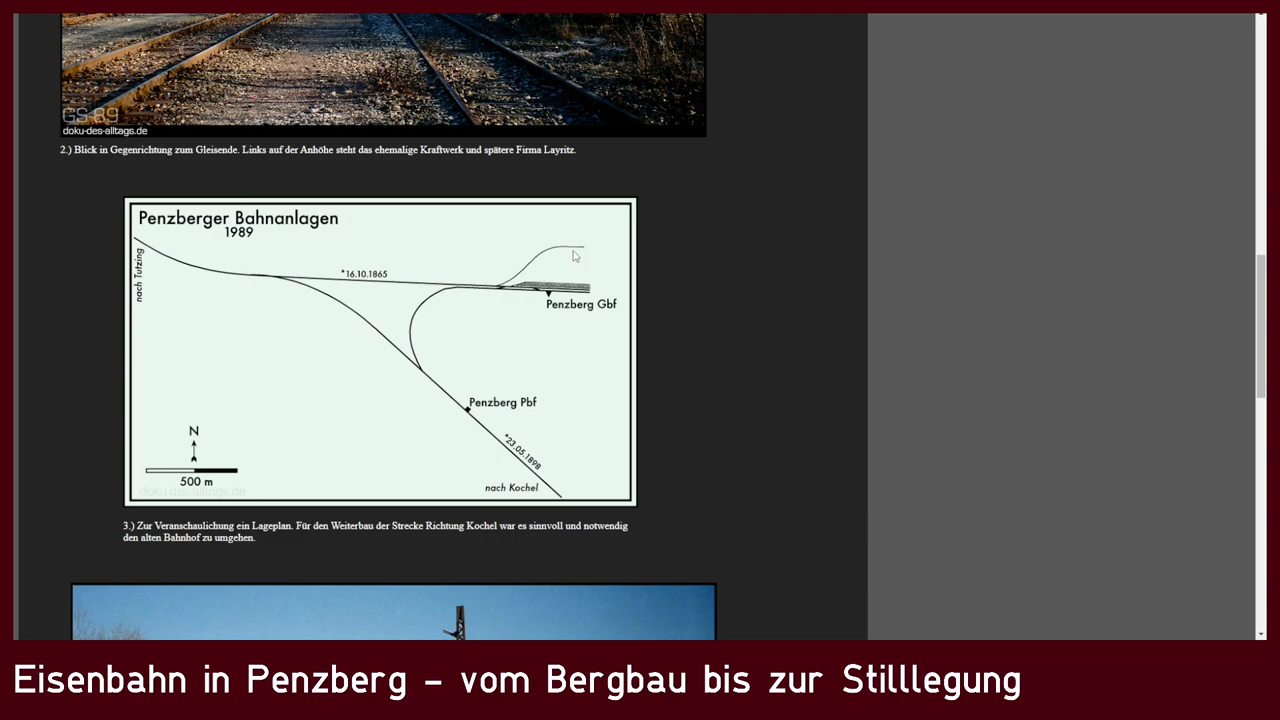 GS 89
doku-des-alltags.de
2.) Blick in Gegenrichtung zum Gleisende. Links auf der Anhöhe steht das ehemalige Kraftwerk und spätere Firma Layritz.
Penzberger Bahnanlagen
1989
nach Tutzing
*16.10.1865
Penzberg Gbf
Penzberg Pbf
*23.05.1898
N
500 m
nach Kochel
doku-des-alltags.de
3.) Zur Veranschaulichung ein Lageplan. Für den Weiterbau der Strecke Richtung Kochel war es sinnvoll und notwendig
den alten Bahnhof zu umgehen.
Eisenbahn in Penzberg – vom Bergbau bis zur Stilllegung